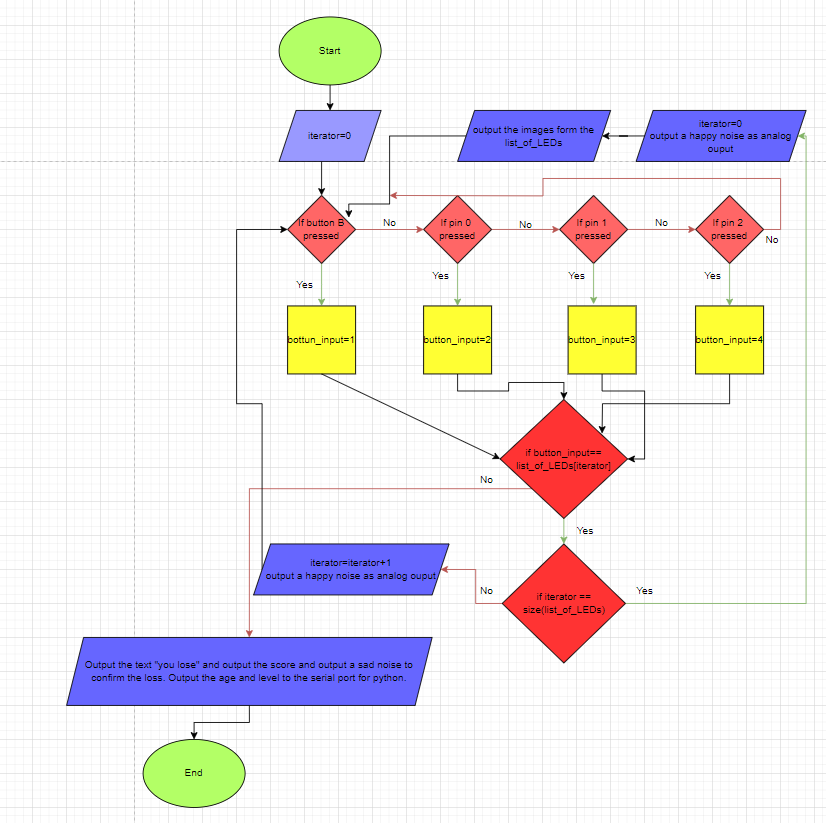 Start
iterator=0
output the images form the
list_of_LEDs
iterator=0
output a happy noise as analog
ouput
If button B
pressed
No
If pin 0
pressed
No
If pin 1
pressed
No
If pin 2
pressed
No
Yes
Yes
Yes
Yes
bottun_input=1
button_input=2
button_input=3
button_input=4
if button_input==
list_of_LEDs[iterator]
No
Yes
iterator=iterator+1
output a happy noise as analog ouput
No
if iterator ==
size(list_of_LEDs)
Yes
Output the text "you lose" and output the score and output a sad noise to
confirm the loss. Output the age and level to the serial port for python.
End